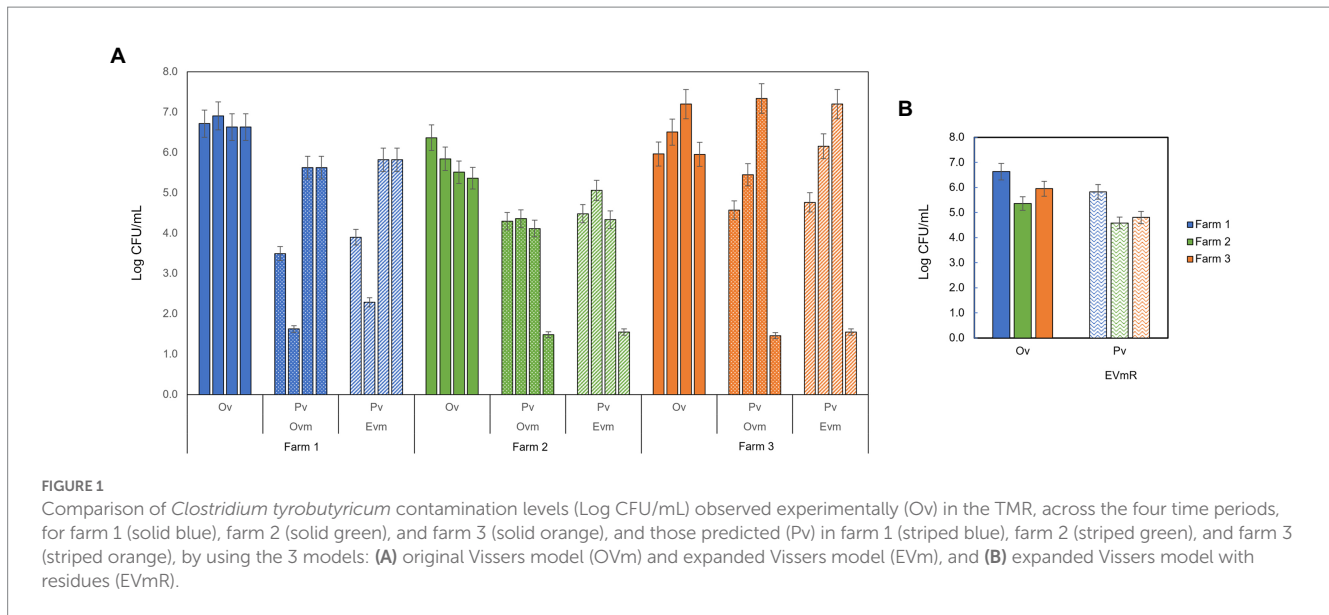 A
8.0
7.0
6.0
5.0
4.0
3.0
2.0
1.0
0.0
Log CFU/mL
Ov Pv Pv Ov Pv Pv Ov Pv Pv
Ovm Evm Ovm Evm Ovm Evm
Farm 1 Farm 2 Farm 3
B
8.0
7.0
6.0
5.0
4.0
3.0
2.0
1.0
0.0
Log CFU/mL
Ov Pv
EVmR
Farm 1
Farm 2
Farm 3
FIGURE 1
Comparison of Clostridium tyrobutyricum contamination levels (Log CFU/mL) observed experimentally (Ov) in the TMR, across the four time periods,
for farm 1 (solid blue), farm 2 (solid green), and farm 3 (solid orange), and those predicted (Pv) in farm 1 (striped blue), farm 2 (striped green), and farm 3
(striped orange), by using the 3 models: (A) original Vissers model (OVm) and expanded Vissers model (EVm), and (B) expanded Vissers model with
residues (EVmR).